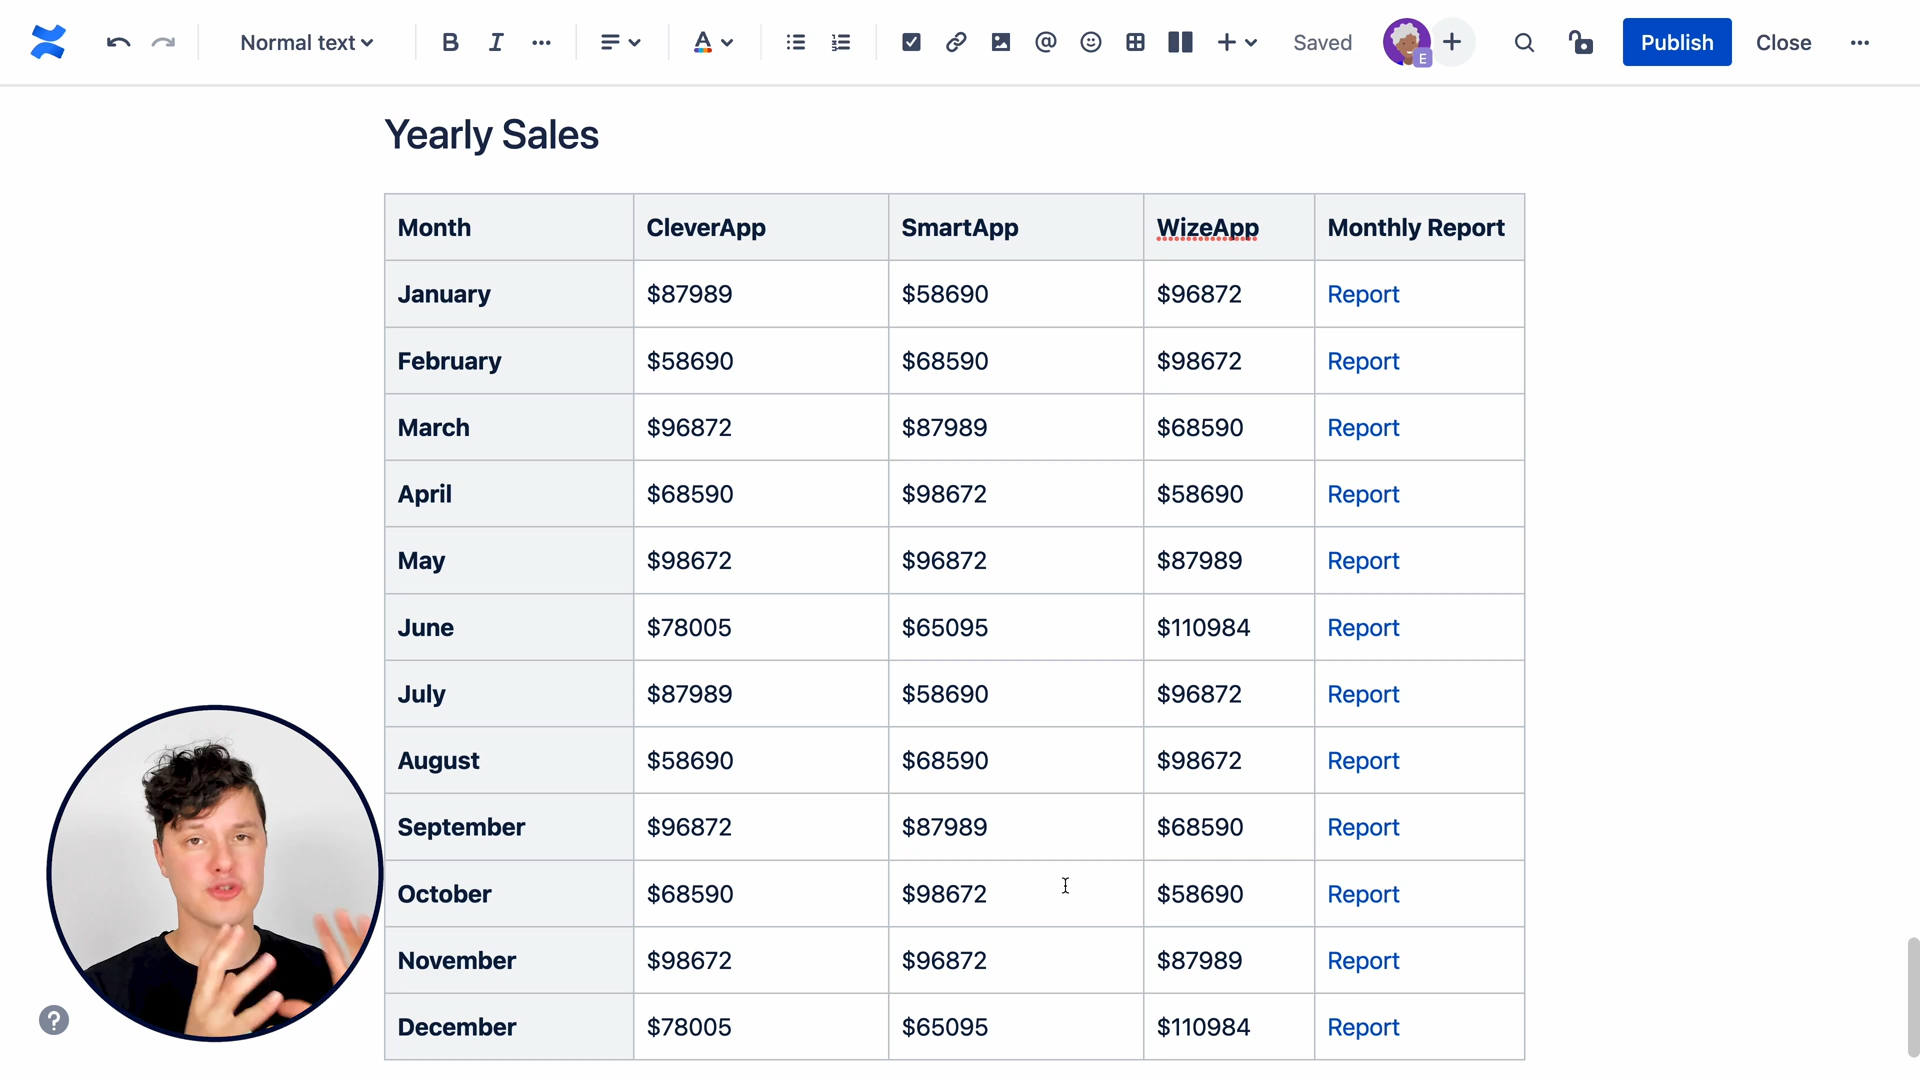 Normal text
B I A @ Saved E Publish Close
Yearly Sales
Month CleverApp SmartApp WizeApp Monthly Report
January $87989 $58690 $96872 Report
February $58690 $68590 $98672 Report
March $96872 $87989 $68590 Report
April $68590 $98672 $58690 Report
May $98672 $96872 $87989 Report
June $78005 $65095 $110984 Report
July $87989 $58690 $96872 Report
August $58690 $68590 $98672 Report
September $96872 $87989 $68590 Report
October $68590 $98672 $58690 Report
November $98672 $96872 $87989 Report
December $78005 $65095 $110984 Report
?